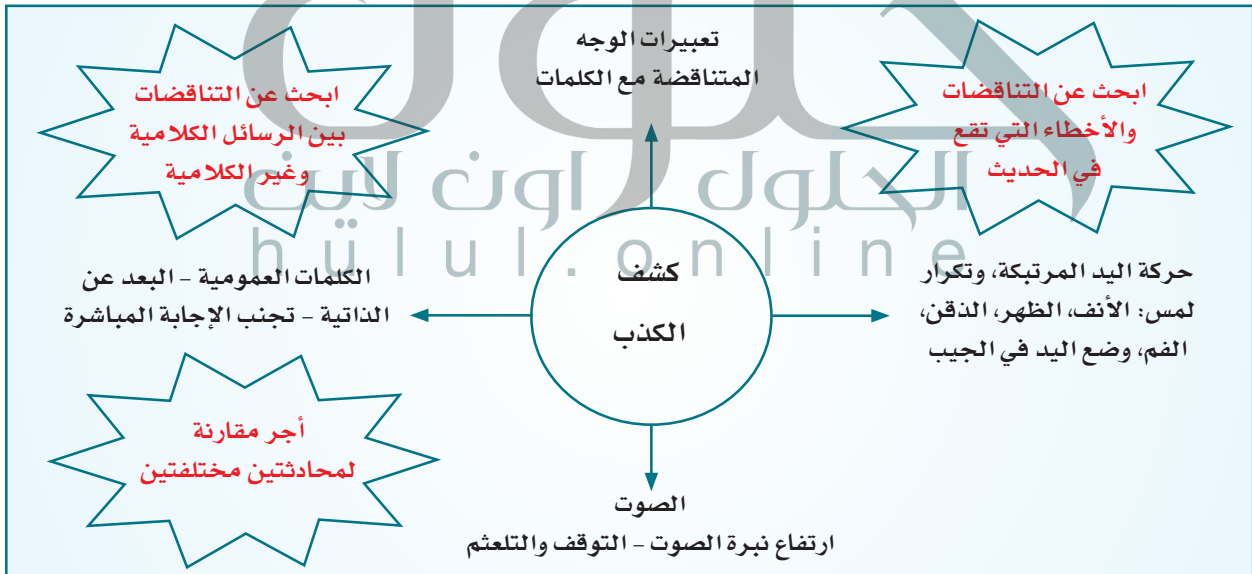 تعبيرات الوجه
المتناقضة مع الكلمات
ابحث عن التناقضات
والأخطاء التي تقع
في الحديث
ابحث عن التناقضات
بين الرسائل الكلامية
وغير الكلامية
الحلول اون لاين
hülul.online
كشف
الكذب
حركة اليد المرتبكة، وتكرار
لمس: الأنف، الظهر، الذقن،
الفم، وضع اليد في الجيب
الكلمات العمومية – البعد عن
الذاتية – تجنب الإجابة المباشرة
أجر مقارنة
لمحادثتين مختلفتين
الصوت
ارتفاع نبرة الصوت – التوقف والتلعثم